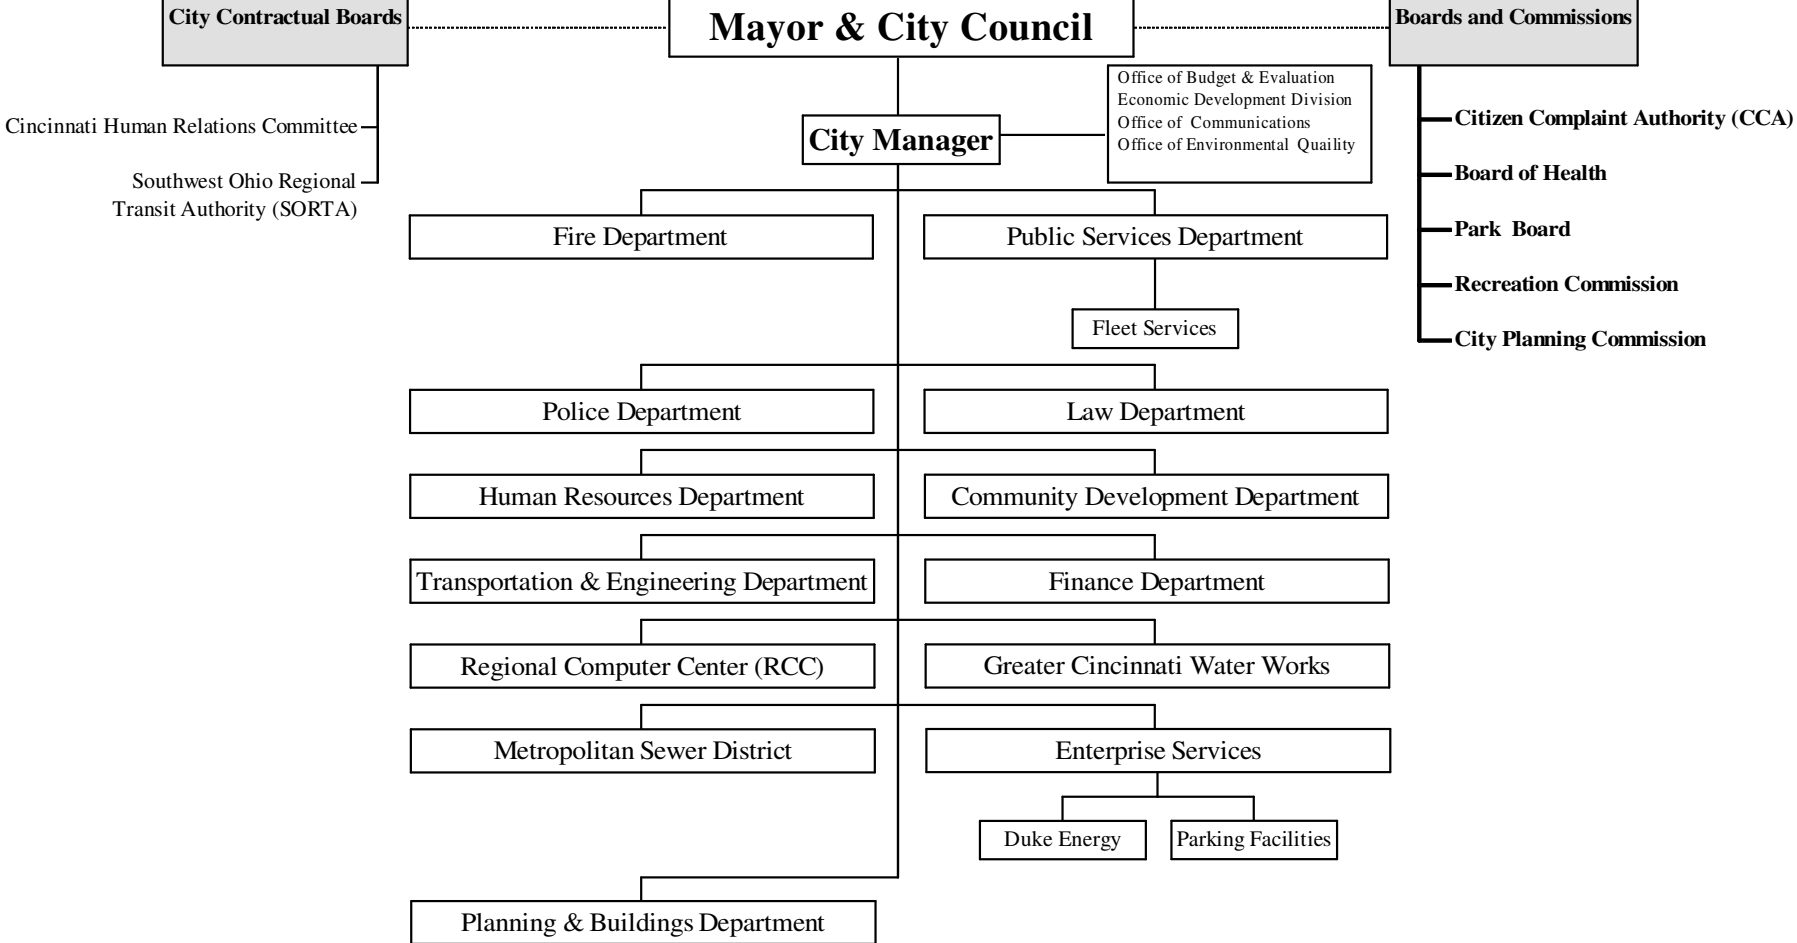 City Contractual Boards
Mayor & City Council
Boards and Commissions
Office of Budget & Evaluation
Economic Development Division
Office of Communications
Office of Environmental Quaility
City Manager
Cincinnati Human Relations Committee
Southwest Ohio Regional
Transit Authority (SORTA)
Citizen Complaint Authority (CCA)
Board of Health
Park Board
Recreation Commission
City Planning Commission
Fire Department
Public Services Department
Fleet Services
Police Department
Law Department
Human Resources Department
Community Development Department
Transportation & Engineering Department
Finance Department
Regional Computer Center (RCC)
Greater Cincinnati Water Works
Metropolitan Sewer District
Enterprise Services
Duke Energy
Parking Facilities
Planning & Buildings Department